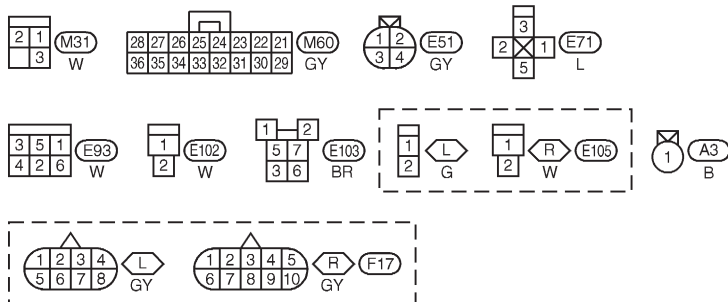 2 1 M31
3
W
28 27 26 25 24 23 22 21 M60
36 35 34 33 32 31 30 29
GY
1 2 E51
3 4
GY
3
2 1 E71
5
L
3 5 1 E93
4 2 6
W
1 E102
2
W
1 2
5 7 E103
3 6
BR
1 L
2
G
1 R E105
2
W
1 A3
B
1 2 3 4 L
5 6 7 8
GY
1 2 3 4 5 R F17
6 7 8 9 10
GY